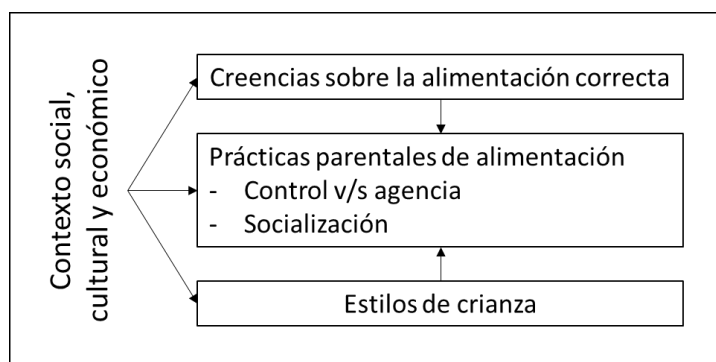 Contexto social,
cultural y económico
Creencias sobre la alimentación correcta
Prácticas parentales de alimentación
- Control v/s agencia
- Socialización
Estilos de crianza